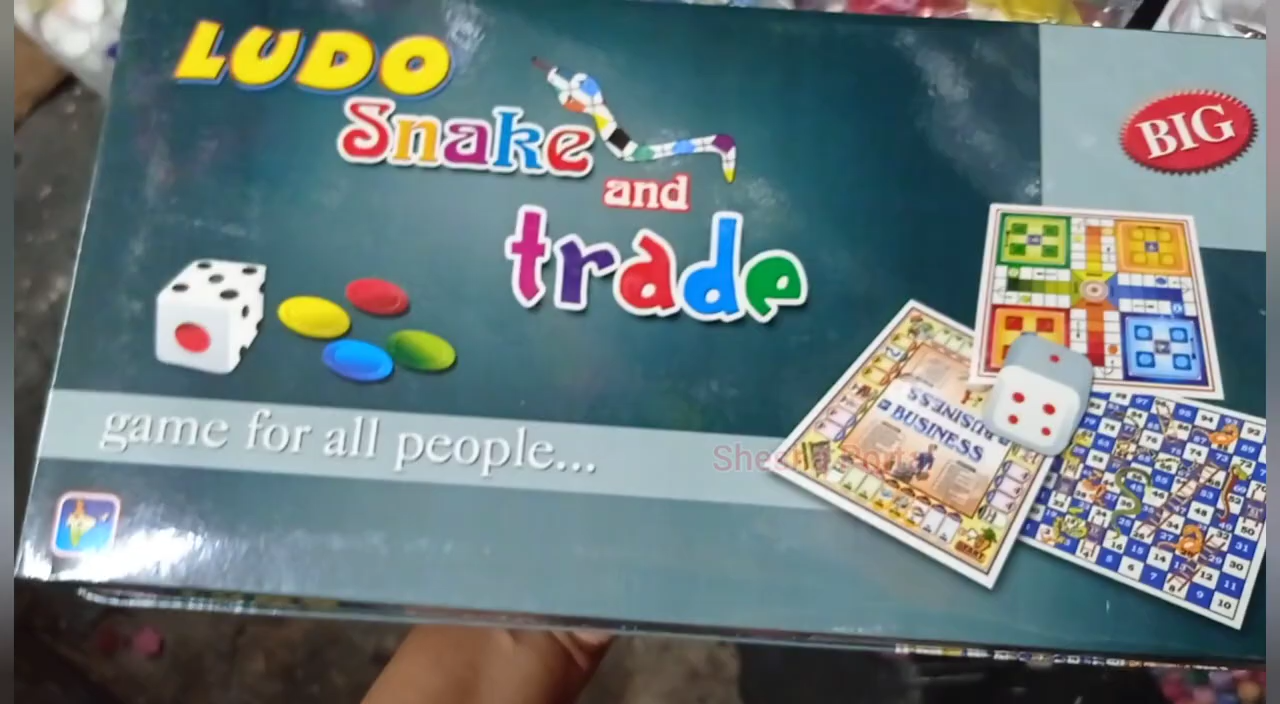 LUDO
Snake
and
trade
BIG
game for all people...
BUSINESS
BUSINESS